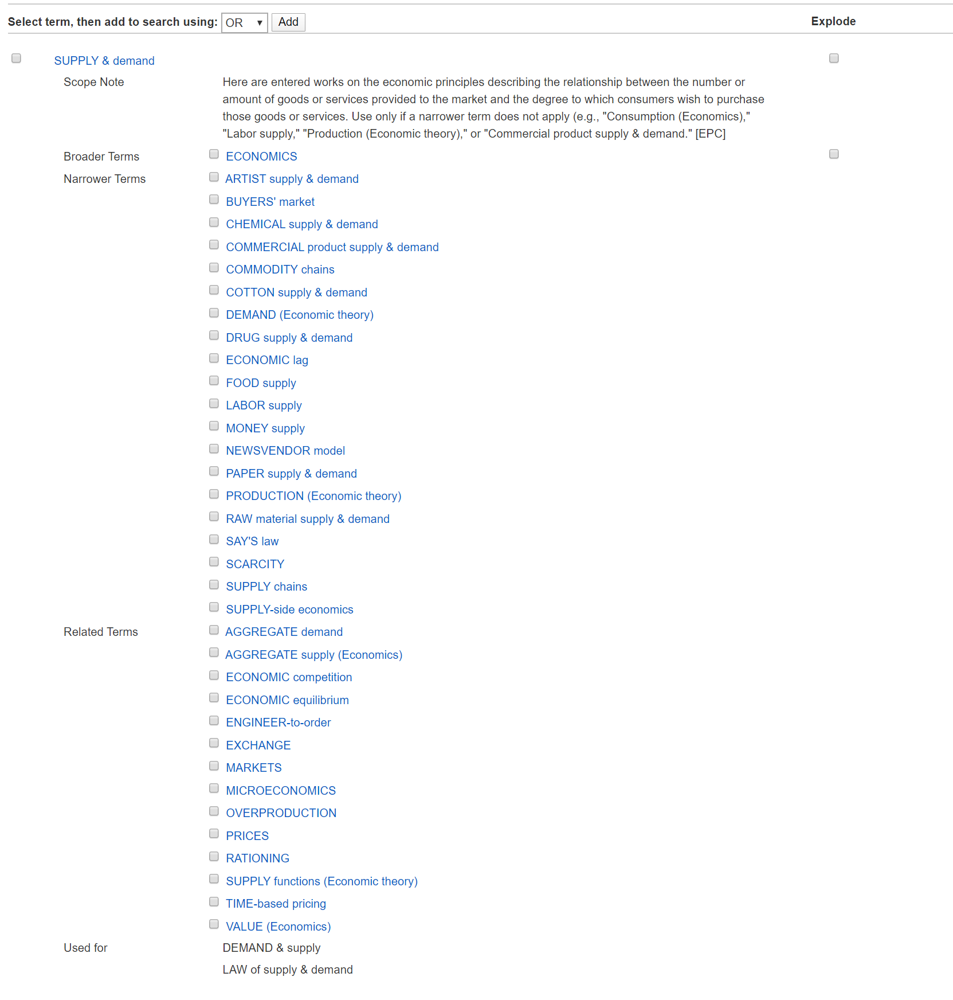 Select term, then add to search using: OR Add Explode
SUPPLY & demand
Scope Note Here are entered works on the economic principles describing the relationship between the number or
amount of goods or services provided to the market and the degree to which consumers wish to purchase
those goods or services. Use only if a narrower term does not apply (e.g., "Consumption (Economics),"
"Labor supply," "Production (Economic theory)," or "Commercial product supply & demand." [EPC]
Broader Terms ECONOMICS
Narrower Terms ARTIST supply & demand
BUYERS' market
CHEMICAL supply & demand
COMMERCIAL product supply & demand
COMMODITY chains
COTTON supply & demand
DEMAND (Economic theory)
DRUG supply & demand
ECONOMIC lag
FOOD supply
LABOR supply
MONEY supply
NEWSVENDOR model
PAPER supply & demand
PRODUCTION (Economic theory)
RAW material supply & demand
SAY'S law
SCARCITY
SUPPLY chains
SUPPLY-side economics
Related Terms AGGREGATE demand
AGGREGATE supply (Economics)
ECONOMIC competition
ECONOMIC equilibrium
ENGINEER-to-order
EXCHANGE
MARKETS
MICROECONOMICS
OVERPRODUCTION
PRICES
RATIONING
SUPPLY functions (Economic theory)
TIME-based pricing
VALUE (Economics)
Used for DEMAND & supply
LAW of supply & demand